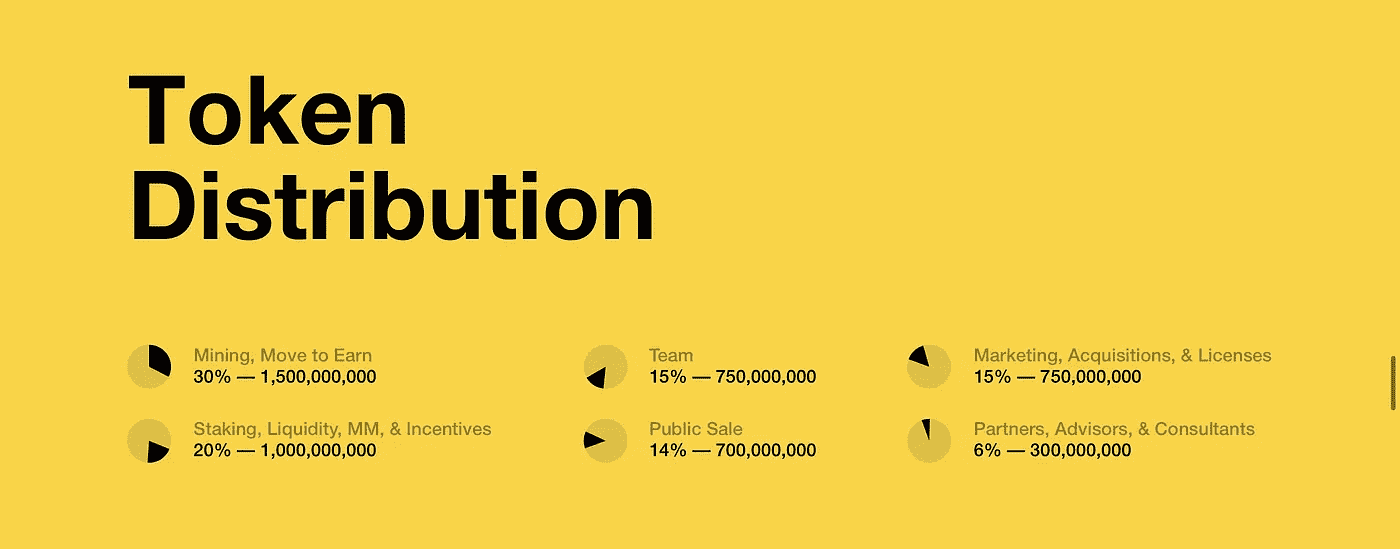 Token
Distribution
Mining, Move to Earn
30% — 1,500,000,000
Staking, Liquidity, MM, & Incentives
20% — 1,000,000,000
Team
15% — 750,000,000
Public Sale
14% — 700,000,000
Marketing, Acquisitions, & Licenses
15% — 750,000,000
Partners, Advisors, & Consultants
6% — 300,000,000